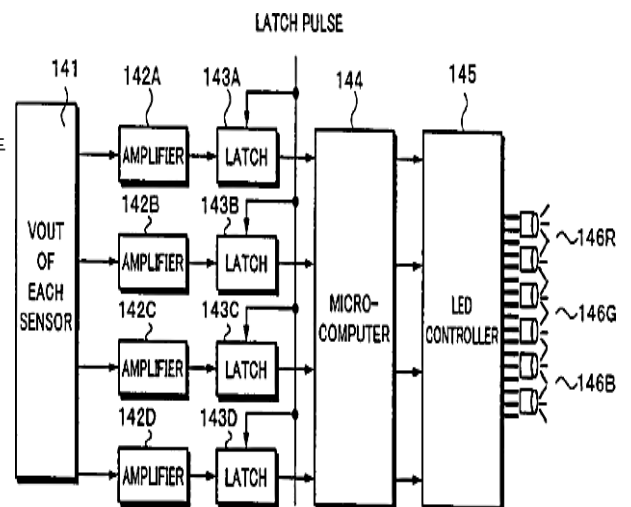 LATCH PULSE
141
142A
143A
144
145
E
AMPLIFIER
LATCH
142B
143B
AMPLIFIER
LATCH
VOUT
OF
EACH
SENSOR
142C
143C
AMPLIFIER
LATCH
142D
143D
AMPLIFIER
LATCH
MICRO-
COMPUTER
LED
CONTROLLER
146R
146G
146B